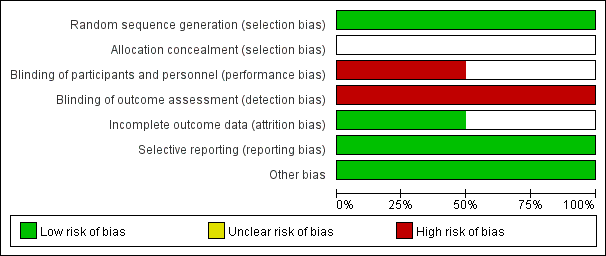 Random sequence generation (selection bias)
Allocation concealment (selection bias)
Blinding of participants and personnel (performance bias)
Blinding of outcome assessment (detection bias)
Incomplete outcome data (attrition bias)
Selective reporting (reporting bias)
Other bias
0% 25% 50% 75% 100%
Low risk of bias Unclear risk of bias High risk of bias